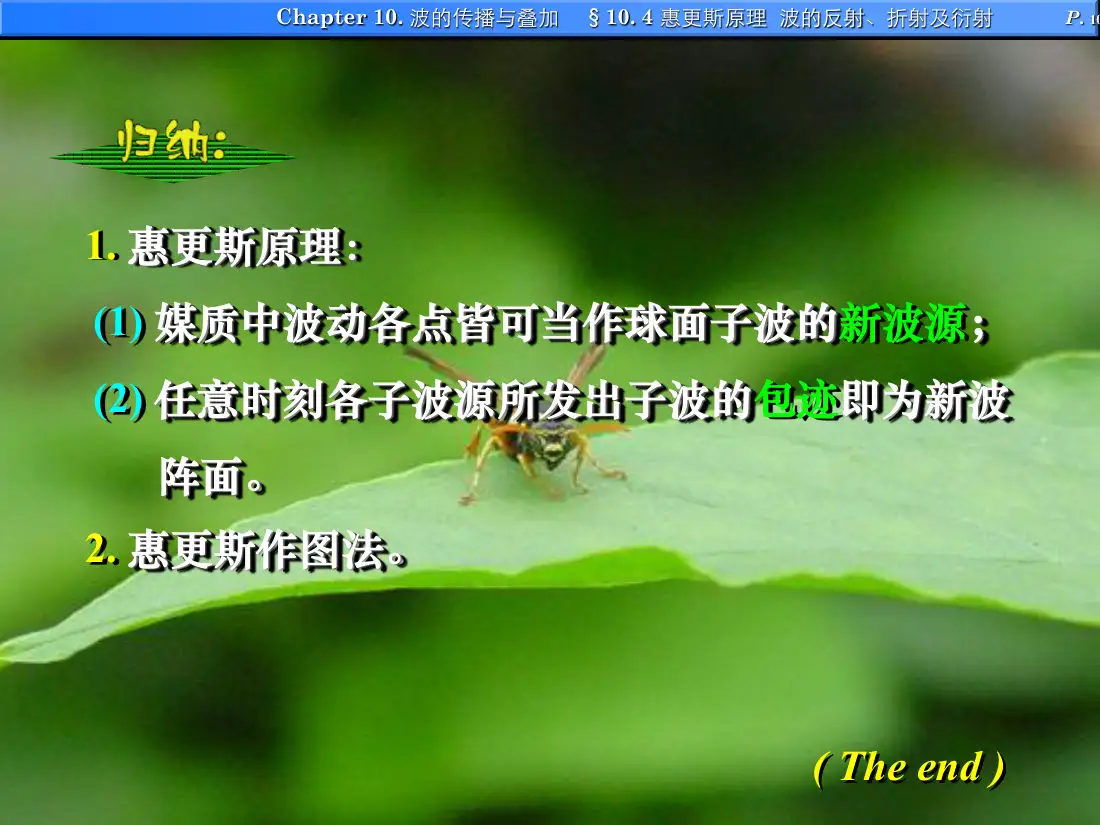 Chapter 10. 波的传播与叠加 §10. 4 惠更斯原理 波的反射、折射及衍射 P.
归纳:
1. 惠更斯原理:
(1) 媒质中波动各点皆可当作球面子波的新波源;
(2) 任意时刻各子波源所发出子波的包迹即为新波
阵面。
2. 惠更斯作图法。
( The end )